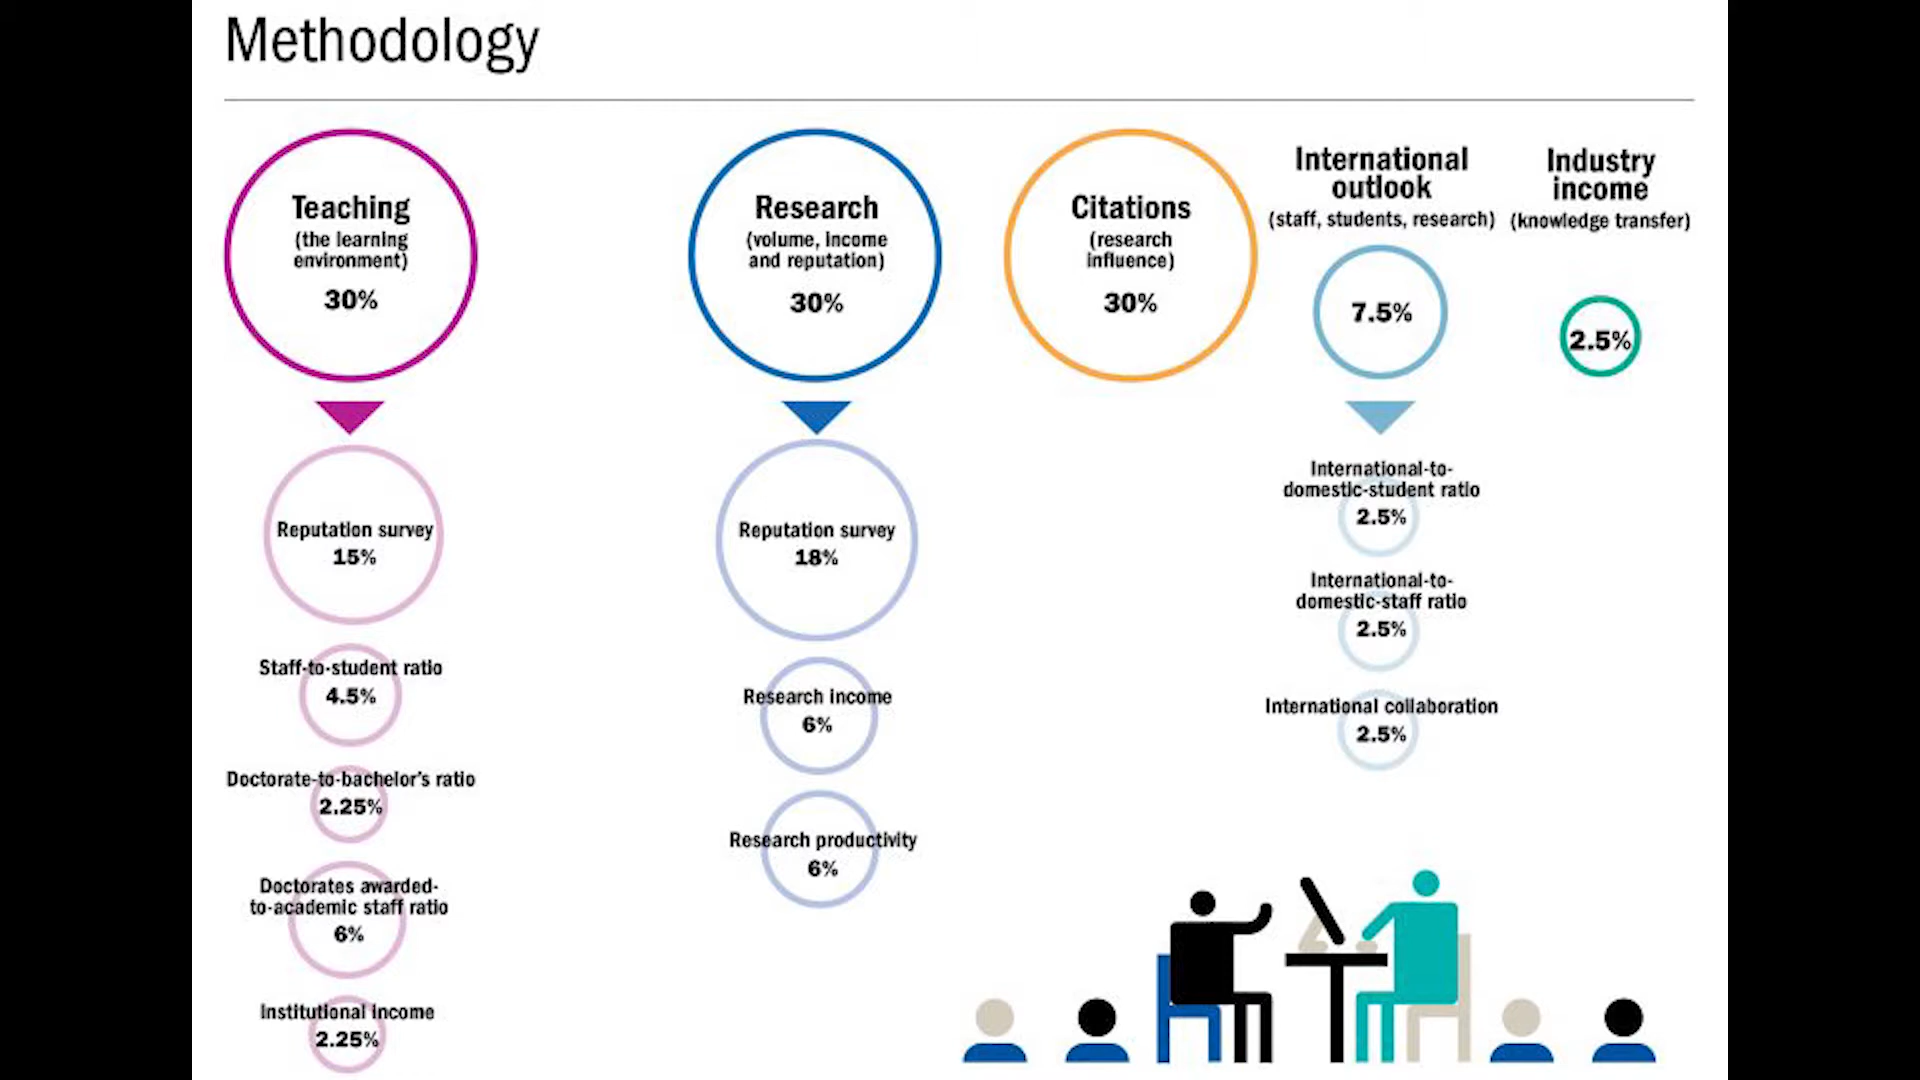 Methodology
Teaching
(the learning
environment)
30%
Reputation survey
15%
Staff-to-student ratio
4.5%
Doctorate-to-bachelor's ratio
2.25%
Doctorates awarded-
to-academic staff ratio
6%
Institutional income
2.25%
Research
(volume, income
and reputation)
30%
Reputation survey
18%
Research income
6%
Research productivity
6%
Citations
(research
influence)
30%
International
outlook
(staff, students, research)
7.5%
International-to-
domestic-student ratio
2.5%
International-to-
domestic-staff ratio
2.5%
International collaboration
2.5%
Industry
income
(knowledge transfer)
2.5%